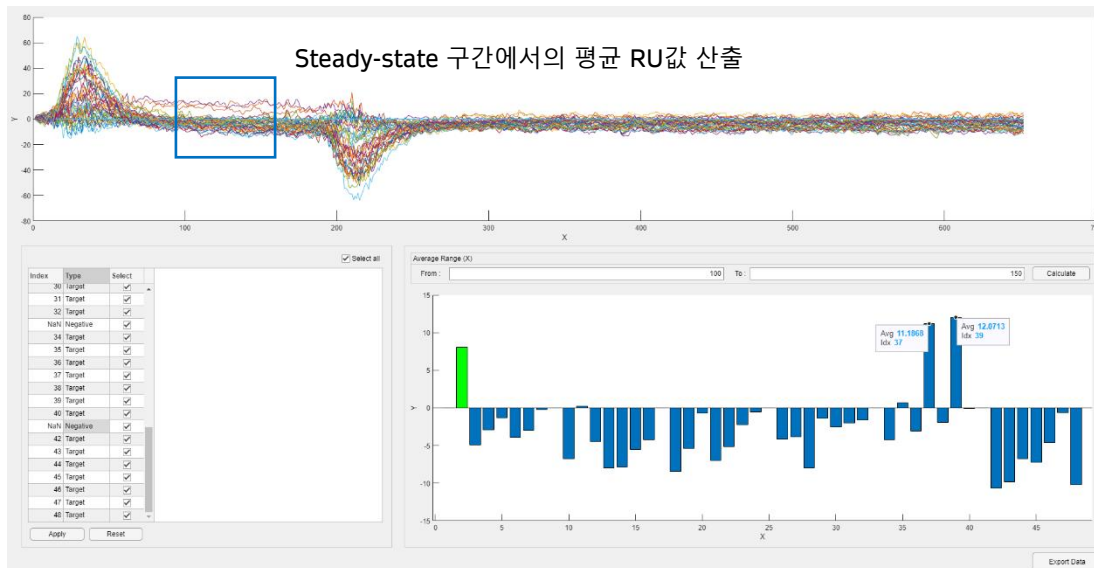 Steady-state 구간에서의 평균 RU값 산출
80
60
40
20
0
-20
-40
-60
-80
Y
0 100 200 300 400 500 600
X
Select all
Index Type Select
30 Target
31 Target
32 Target
NaN Negative
34 Target
35 Target
36 Target
37 Target
38 Target
39 Target
40 Target
NaN Negative
42 Target
43 Target
44 Target
45 Target
46 Target
47 Target
48 Target
Apply Reset
Average Range (X)
From : 100 To : 150 Calculate
15
10
5
0
-5
-10
-15
Y
Avg 11.1868
Idx 37
Avg 12.0713
Idx 39
0 5 10 15 20 25 30 35 40 45
X
Export Data